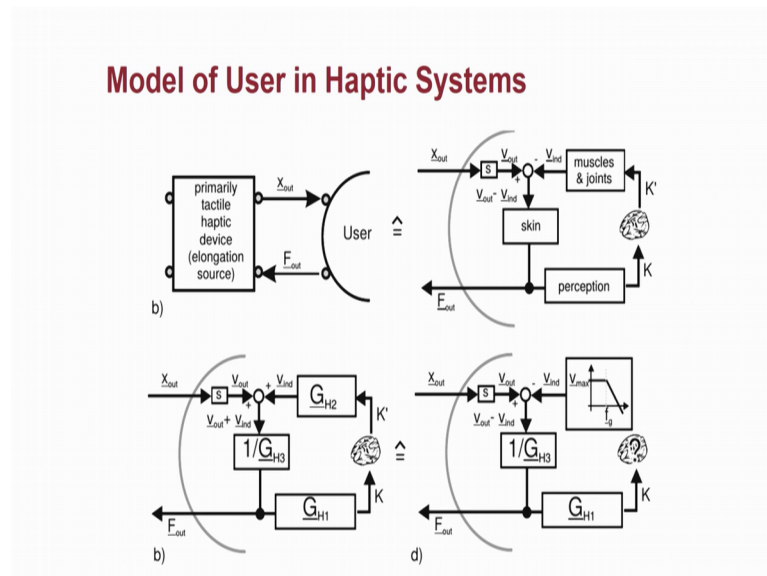 Model of User in Haptic Systems
primarily
tactile
haptic
device
(elongation
source)
X_out
F_out
User
≙
b)
X_out
s
V_out
+
-
V_ind
muscles
& joints
K'
V_out - V_ind
skin
perception
K
F_out
X_out
s
V_out
+
+
V_ind
G_H2
K'
V_out + V_ind
1/G_H3
G_H1
K
F_out
b)
≙
X_out
s
V_out
+
-
V_ind
V_max
f_g
V_out - V_ind
1/G_H3
?
G_H1
K
F_out
d)